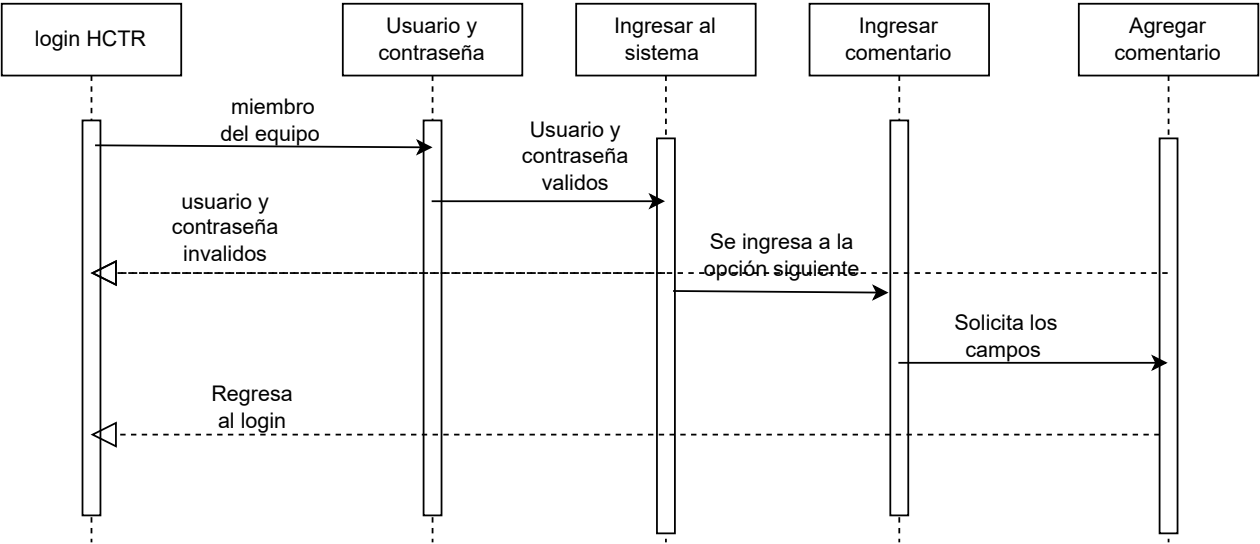 login HCTR
Usuario y
contraseña
Ingresar al
sistema
Ingresar
comentario
Agregar
comentario
miembro
del equipo
Usuario y
contraseña
validos
usuario y
contraseña
invalidos
Se ingresa a la
opción siguiente
Solicita los
campos
Regresa
al login